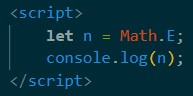 <script>
    let n = Math.E;
    console.log(n);
</script>